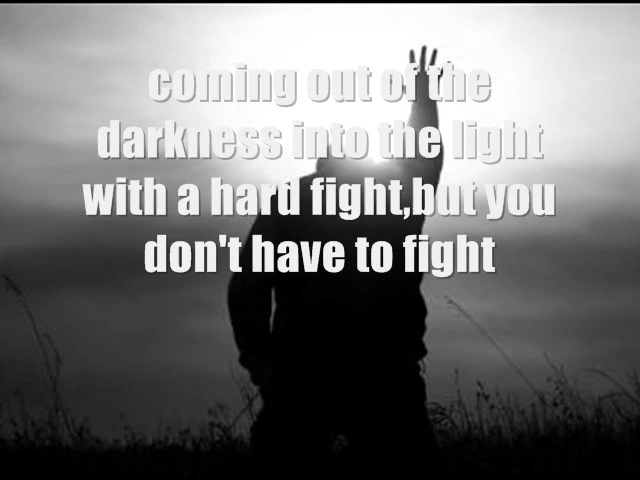 coming out of the
darkness into the light
with a hard fight,but you
don't have to fight